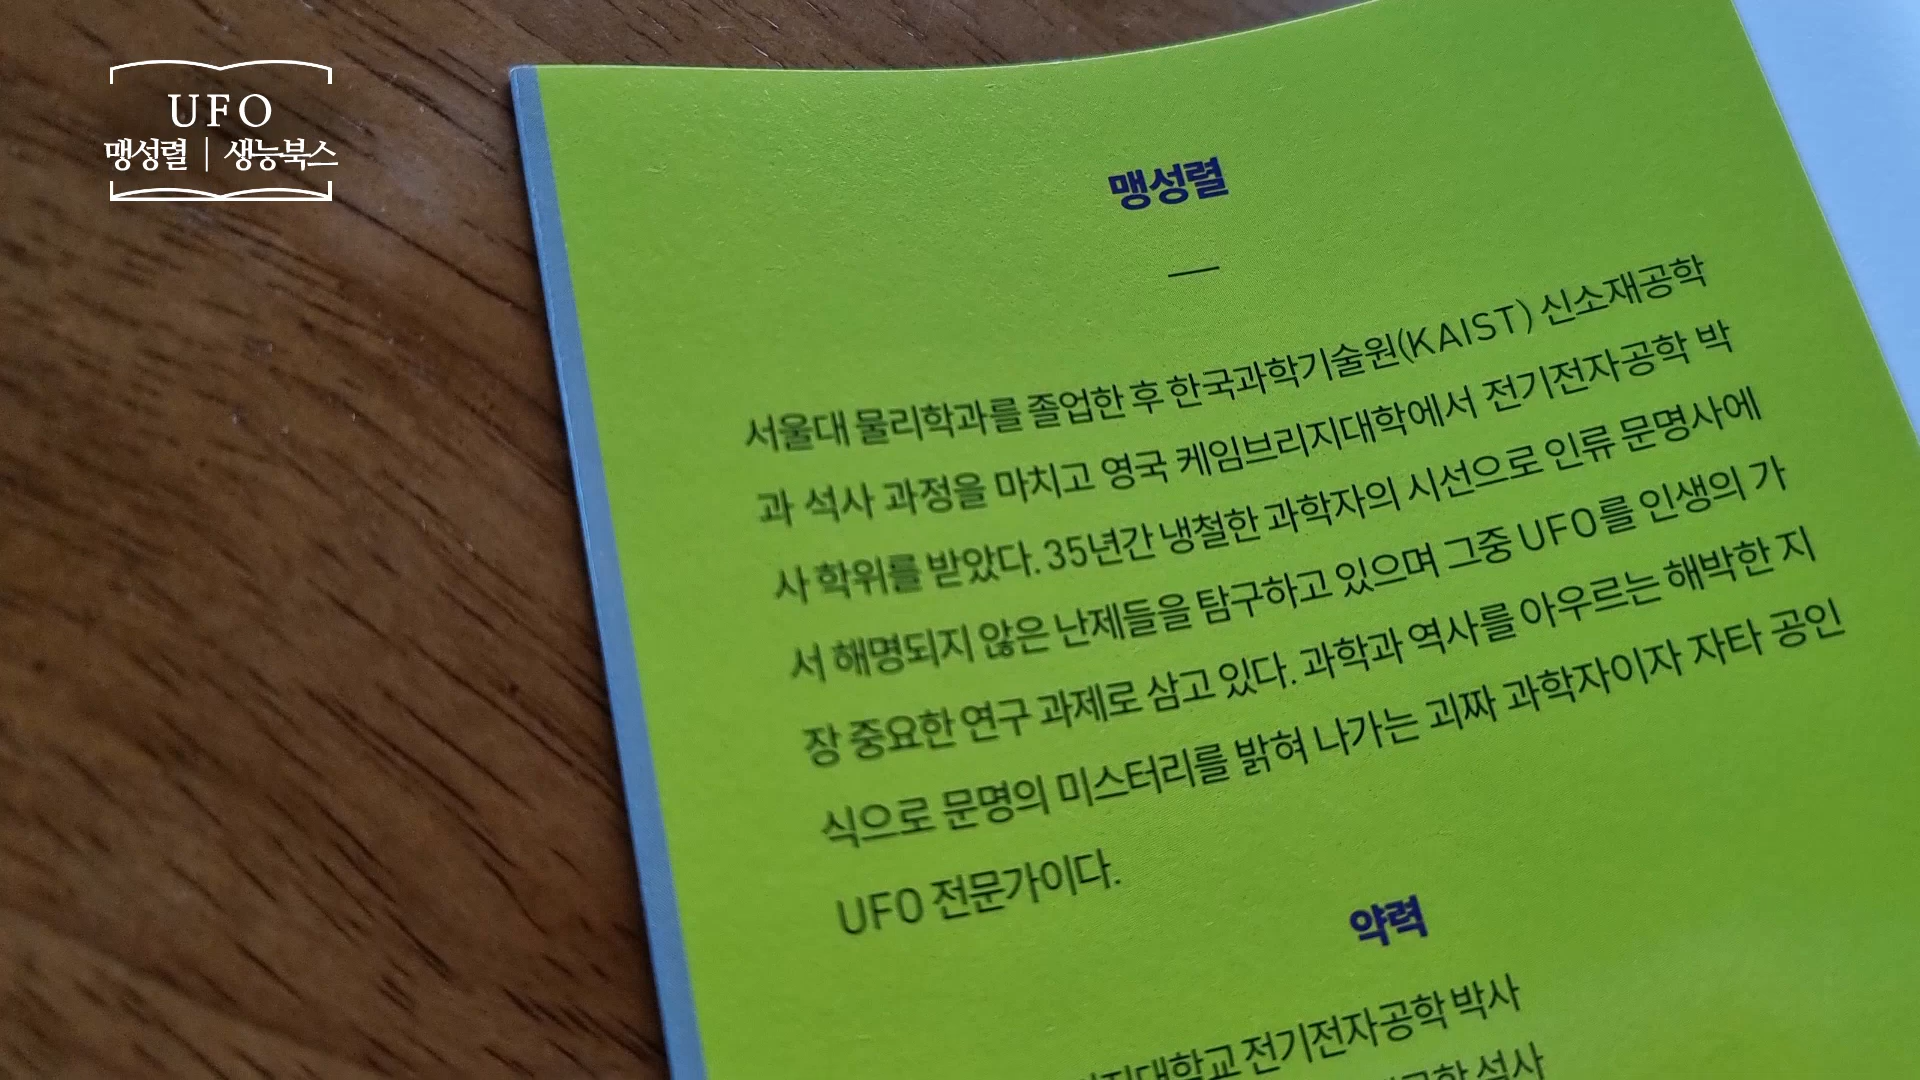 UFO
맹성렬 | 생능북스
맹성렬
서울대 물리학과를 졸업한 후 한국과학기술원(KAIST) 신소재공학
과 석사 과정을 마치고 영국 케임브리지대학에서 전기전자공학 박
사 학위를 받았다. 35년간 냉철한 과학자의 시선으로 인류 문명사에
서 해명되지 않은 난제들을 탐구하고 있으며 그중 UFO를 인생의 가
장 중요한 연구 과제로 삼고 있다. 과학과 역사를 아우르는 해박한 지
식으로 문명의 미스터리를 밝혀 나가는 괴짜 과학자이자 자타 공인
UFO 전문가이다.
약력
지대학교 전기전자공학 박사
공학 석사